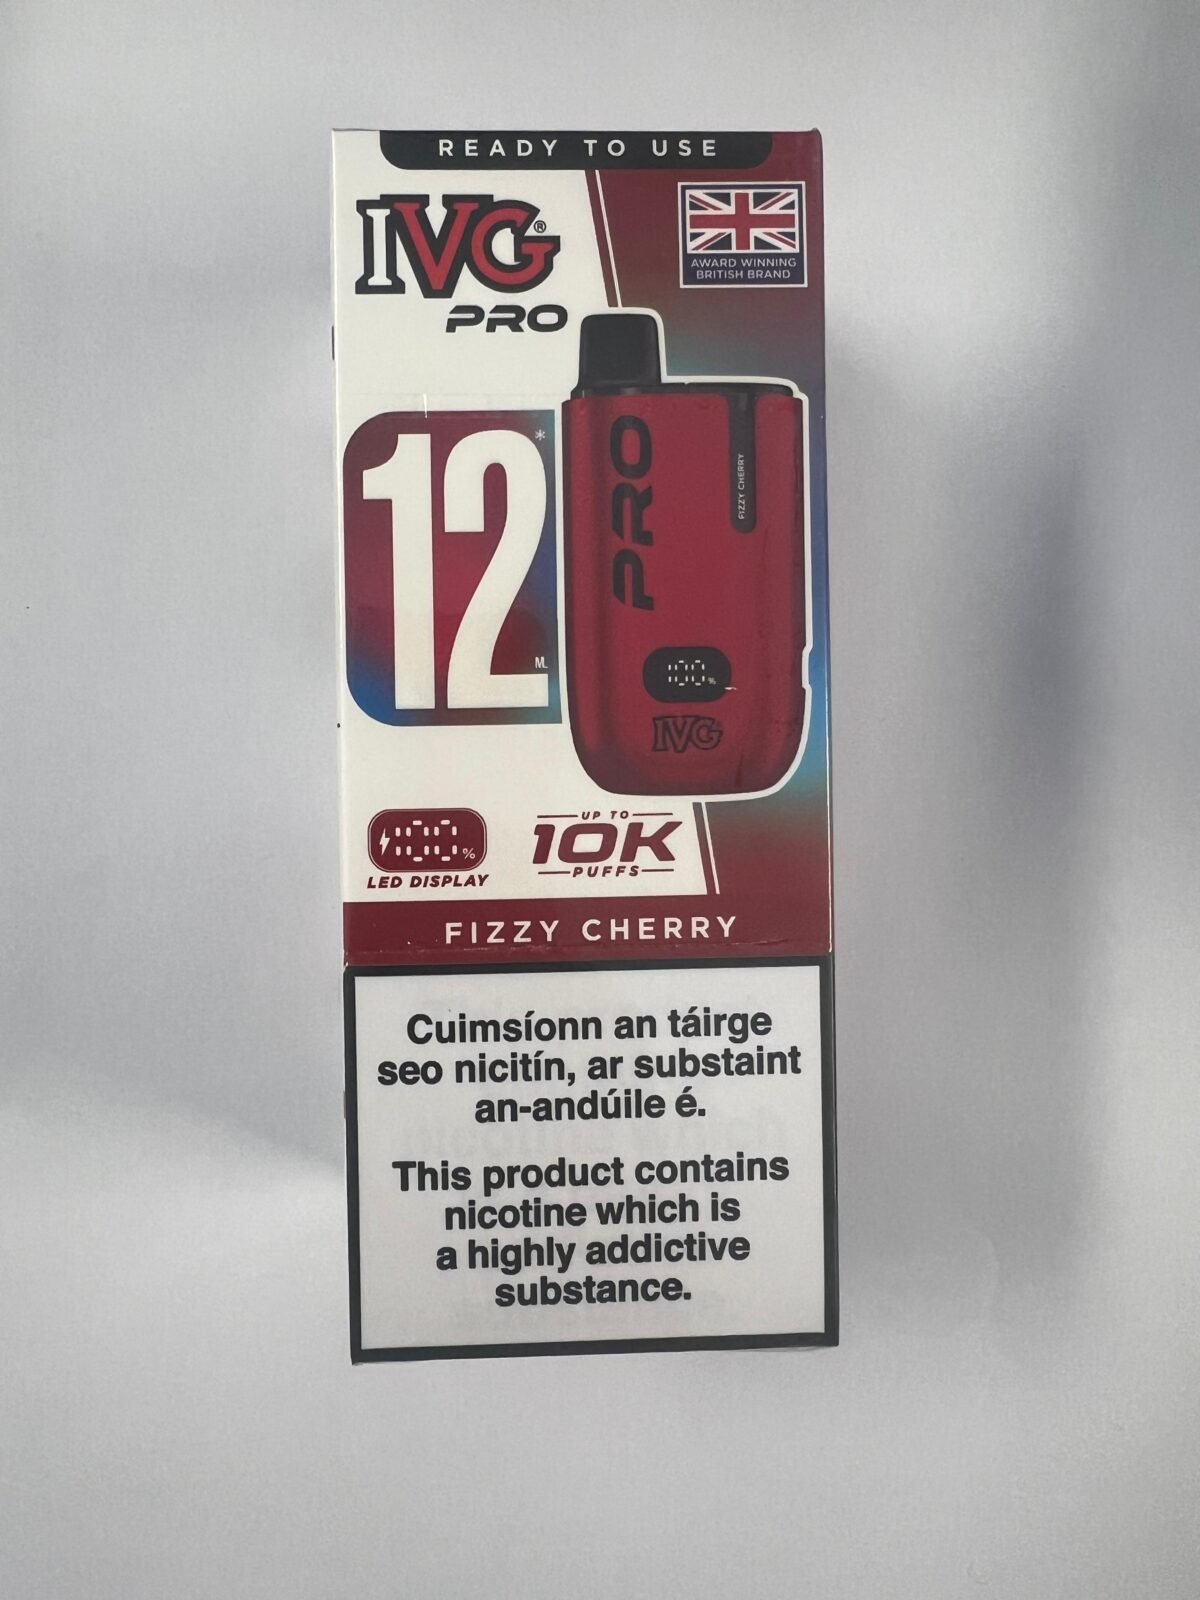 READY TO USE
IVG®
PRO
AWARD WINNING
BRITISH BRAND
12*
ML
PRO
FIZZY CHERRY
100%
IVG
100%
LED DISPLAY
UP TO
10K
PUFFS
FIZZY CHERRY
Cuimsíonn an táirge
seo nicitín, ar substaint
an-andúile é.
This product contains
nicotine which is
a highly addictive
substance.